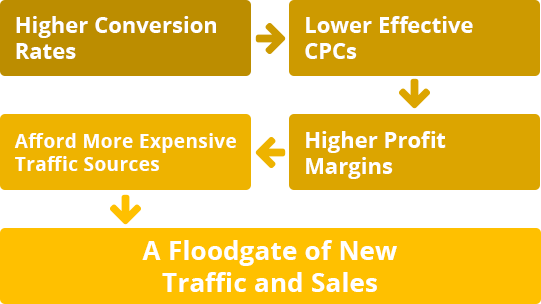 Higher Conversion
Rates
Lower Effective
CPCs
Higher Profit
Margins
Afford More Expensive
Traffic Sources
A Floodgate of New
Traffic and Sales